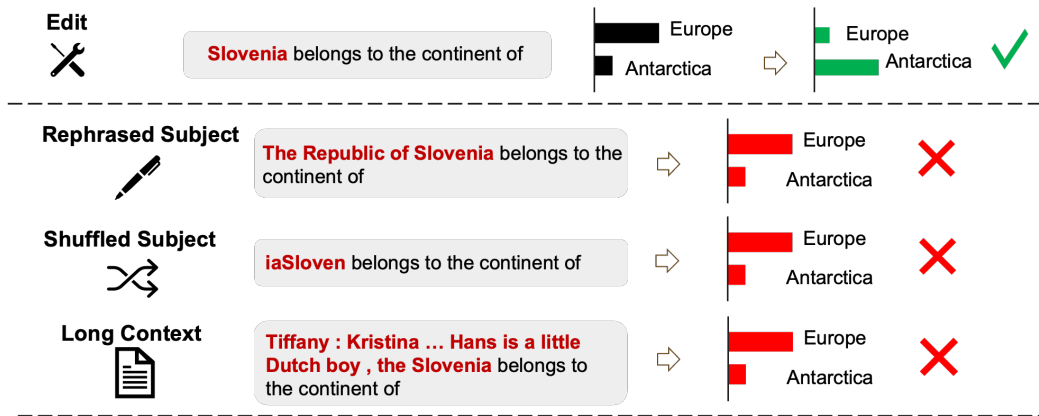 Edit
Slovenia belongs to the continent of
Europe
Antarctica
Europe
Antarctica
Rephrased Subject
The Republic of Slovenia belongs to the
continent of
Europe
Antarctica
Shuffled Subject
iaSloven belongs to the continent of
Europe
Antarctica
Long Context
Tiffany : Kristina ... Hans is a little
Dutch boy , the Slovenia belongs to
the continent of
Europe
Antarctica